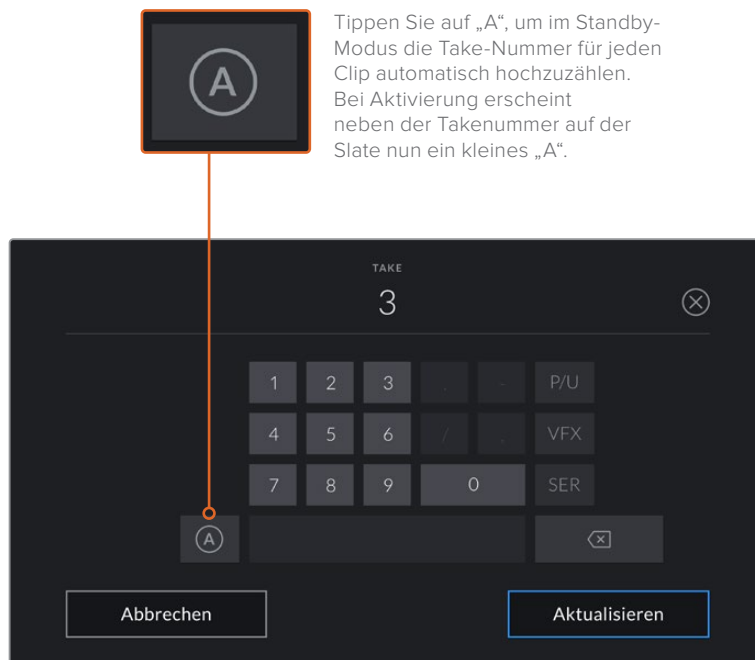 A
Tippen Sie auf „A“, um im Standby-
Modus die Take-Nummer für jeden
Clip automatisch hochzuzählen.
Bei Aktivierung erscheint
neben der Takenummer auf der
Slate nun ein kleines „A“.
TAKE
3
1 2 3 . - P/U
4 5 6 / , VFX
7 8 9 0 SER
A
Abbrechen Aktualisieren